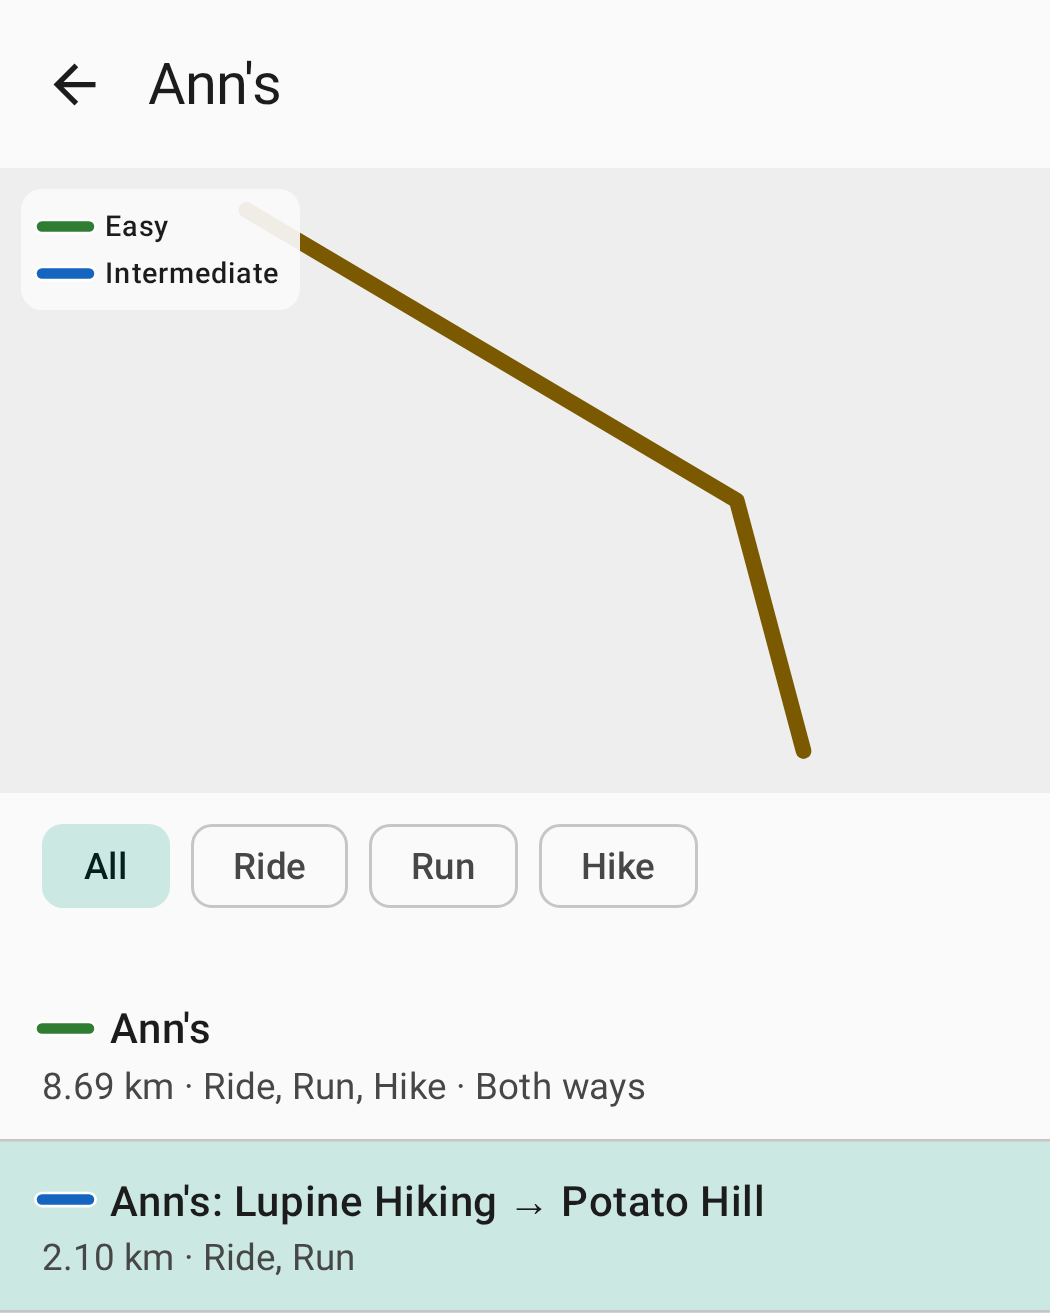 Ann's
Easy
Intermediate
All
Ride
Run
Hike
Ann's
8.69 km · Ride, Run, Hike · Both ways
Ann's: Lupine Hiking → Potato Hill
2.10 km · Ride, Run